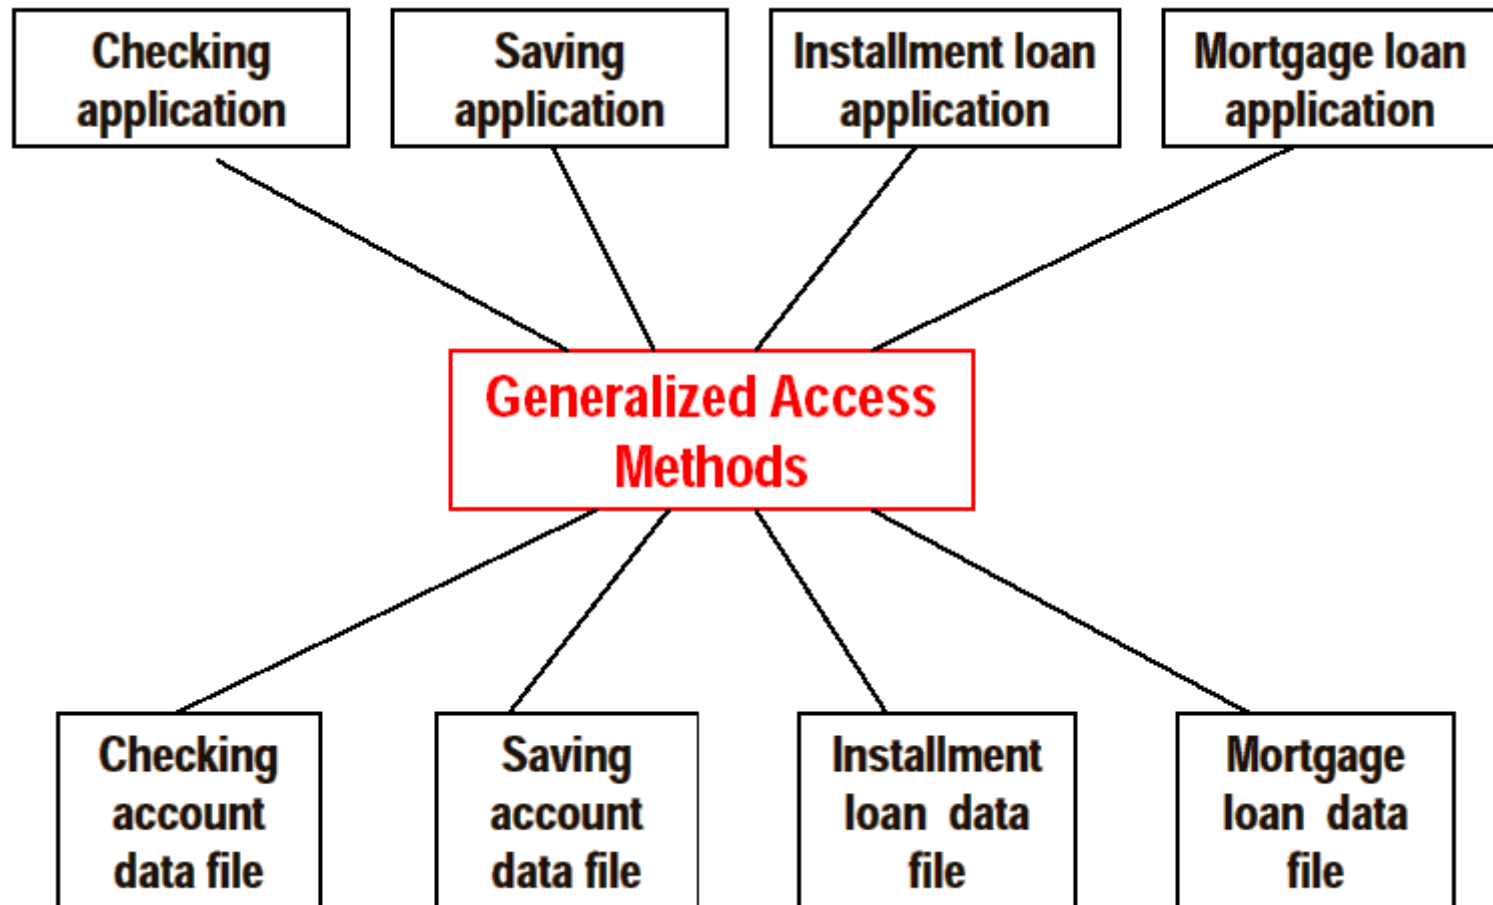 Checking
application
Saving
application
Installment loan
application
Mortgage loan
application
Generalized Access
Methods
Checking
account
data file
Saving
account
data file
Installment
loan data
file
Mortgage
loan data
file